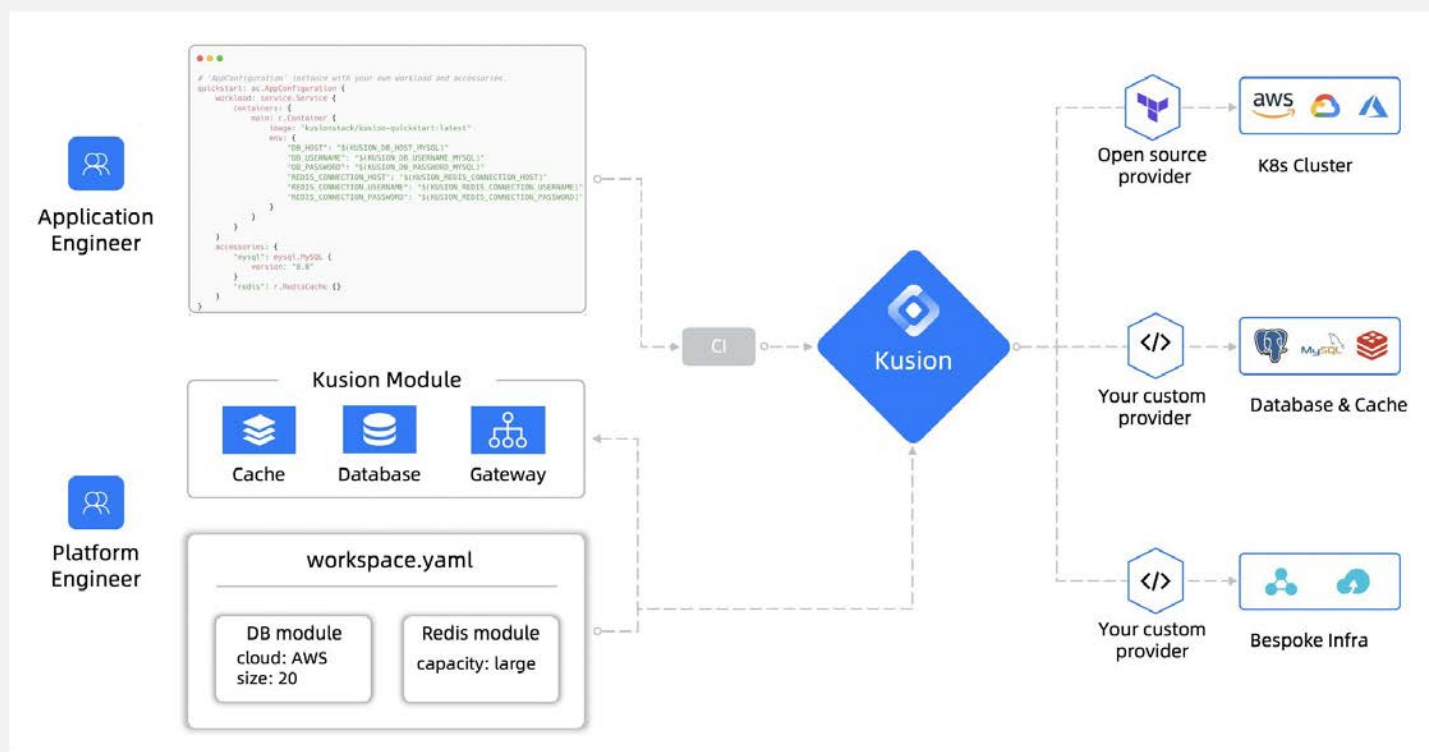 # 'AppConfiguration' instance with your own workload and accessories.
quickstart: ac.AppConfiguration {
workload: service.Service {
containers: {
main: c.Container {
image: "kusionstack/kusion-quickstart:latest"
env: {
"DB_HOST": "$(KUSION_DB_HOST_MYSQL)"
"DB_USERNAME": "$(KUSION_DB_USERNAME_MYSQL)"
"DB_PASSWORD": "$(KUSION_DB_PASSWORD_MYSQL)"
"REDIS_CONNECTION_HOST": "$(KUSION_REDIS_CONNECTION_HOST)"
"REDIS_CONNECTION_USERNAME": "$(KUSION_REDIS_CONNECTION_USERNAME)"
"REDIS_CONNECTION_PASSWORD": "$(KUSION_REDIS_CONNECTION_PASSWORD)"
}
}
}
}
accessories: {
"mysql": mysql.MySQL {
version: "8.0"
}
"redis": r.RedisCache {}
}
}
Application
Engineer
Kusion Module
Cache
Database
Gateway
Platform
Engineer
workspace.yaml
DB module
cloud: AWS
size: 20
Redis module
capacity: large
CI
Kusion
Open source
provider
aws
K8s Cluster
</>
Your custom
provider
MySQL
Database & Cache
</>
Your custom
provider
Bespoke Infra